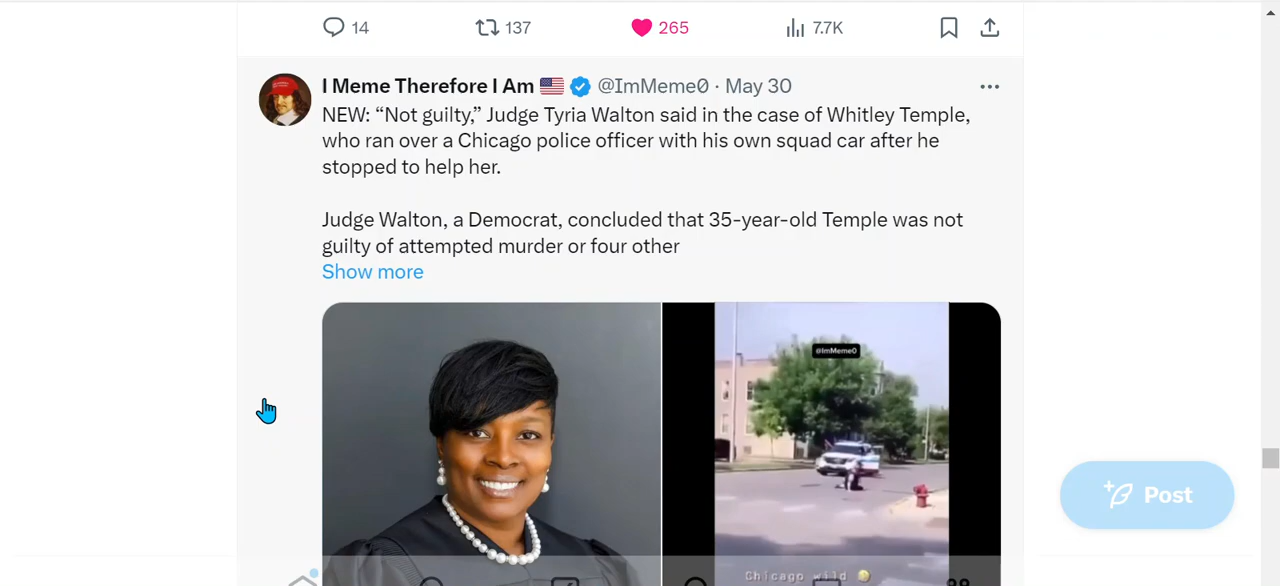 14 137 265 7.7K
I Meme Therefore I Am @ImMeme0 · May 30
NEW: “Not guilty,” Judge Tyria Walton said in the case of Whitley Temple,
who ran over a Chicago police officer with his own squad car after he
stopped to help her.
Judge Walton, a Democrat, concluded that 35-year-old Temple was not
guilty of attempted murder or four other
Show more
@ImMeme0
Post
Chicago wild